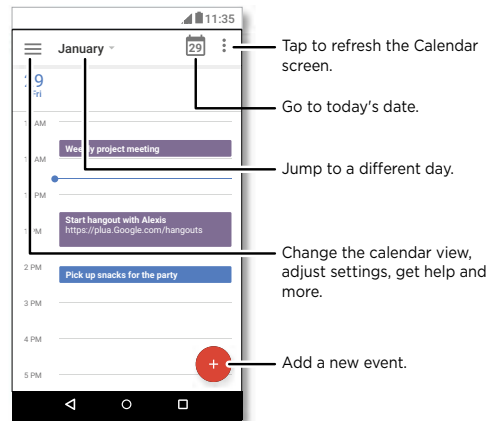 11:35
January
29
Tap to refresh the Calendar
screen.
Fri
Go to today's date.
AM
Weekly project meeting
AM
Jump to a different day.
PM
Start hangout with Alexis
https://plua.Google.com/hangouts
PM
Change the calendar view,
adjust settings, get help and
more.
2 PM
Pick up snacks for the party
3 PM
4 PM
Add a new event.
+
5 PM